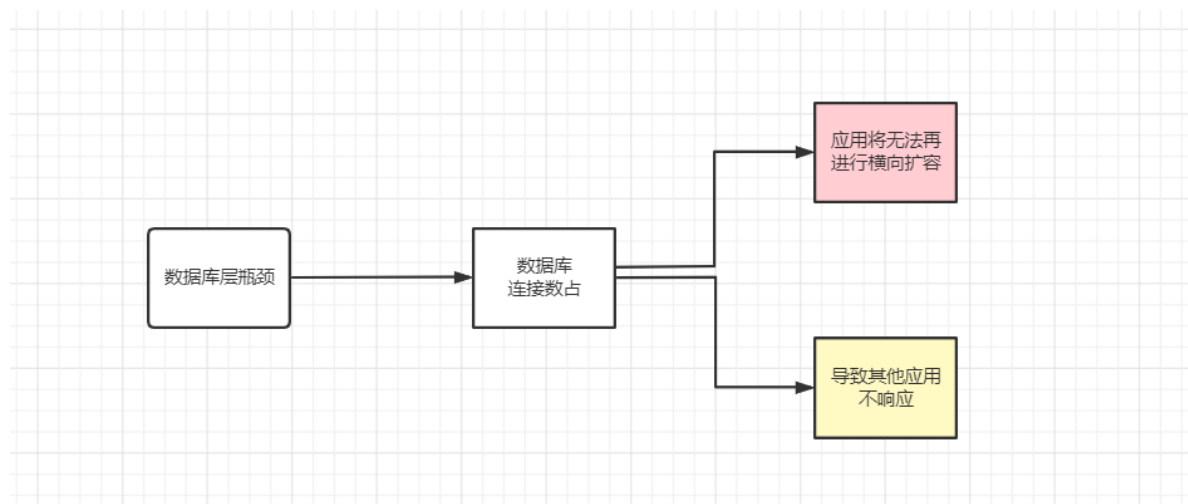 应用将无法再
进行横向扩容
数据库层瓶颈
数据库
连接数占
导致其他应用
不响应